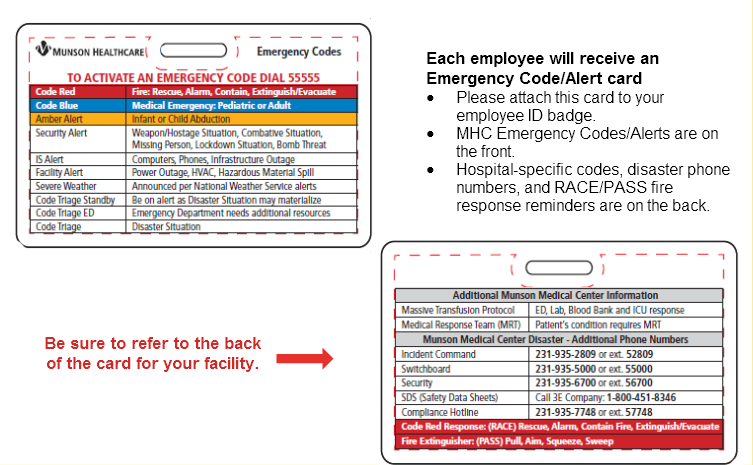 MUNSON HEALTHCARE
Emergency Codes
TO ACTIVATE AN EMERGENCY CODE DIAL 55555
Code Red Fire: Rescue, Alarm, Contain, Extinguish/Evacuate
Code Blue Medical Emergency: Pediatric or Adult
Amber Alert Infant or Child Abduction
Security Alert Weapon/Hostage Situation, Combative Situation,
Missing Person, Lockdown Situation, Bomb Threat
IS Alert Computers, Phones, Infrastructure Outage
Facility Alert Power Outage, HVAC, Hazardous Material Spill
Severe Weather Announced per National Weather Service alerts
Code Triage Standby Be on alert as Disaster Situation may materialize
Code Triage ED Emergency Department needs additional resources
Code Triage Disaster Situation
Each employee will receive an
Emergency Code/Alert card
• Please attach this card to your
employee ID badge.
• MHC Emergency Codes/Alerts are on
the front.
• Hospital-specific codes, disaster phone
numbers, and RACE/PASS fire
response reminders are on the back.
Be sure to refer to the back
of the card for your facility.
Additional Munson Medical Center Information
Massive Transfusion Protocol ED, Lab, Blood Bank and ICU response
Medical Response Team (MRT) Patient's condition requires MRT
Munson Medical Center Disaster - Additional Phone Numbers
Incident Command 231-935-2809 or ext. 52809
Switchboard 231-935-5000 or ext. 55000
Security 231-935-6700 or ext. 56700
SDS (Safety Data Sheets) Call 3E Company: 1-800-451-8346
Compliance Hotline 231-935-7748 or ext. 57748
Code Red Response: (RACE) Rescue, Alarm, Contain Fire, Extinguish/Evacuate
Fire Extinguisher: (PASS) Pull, Aim, Squeeze, Sweep